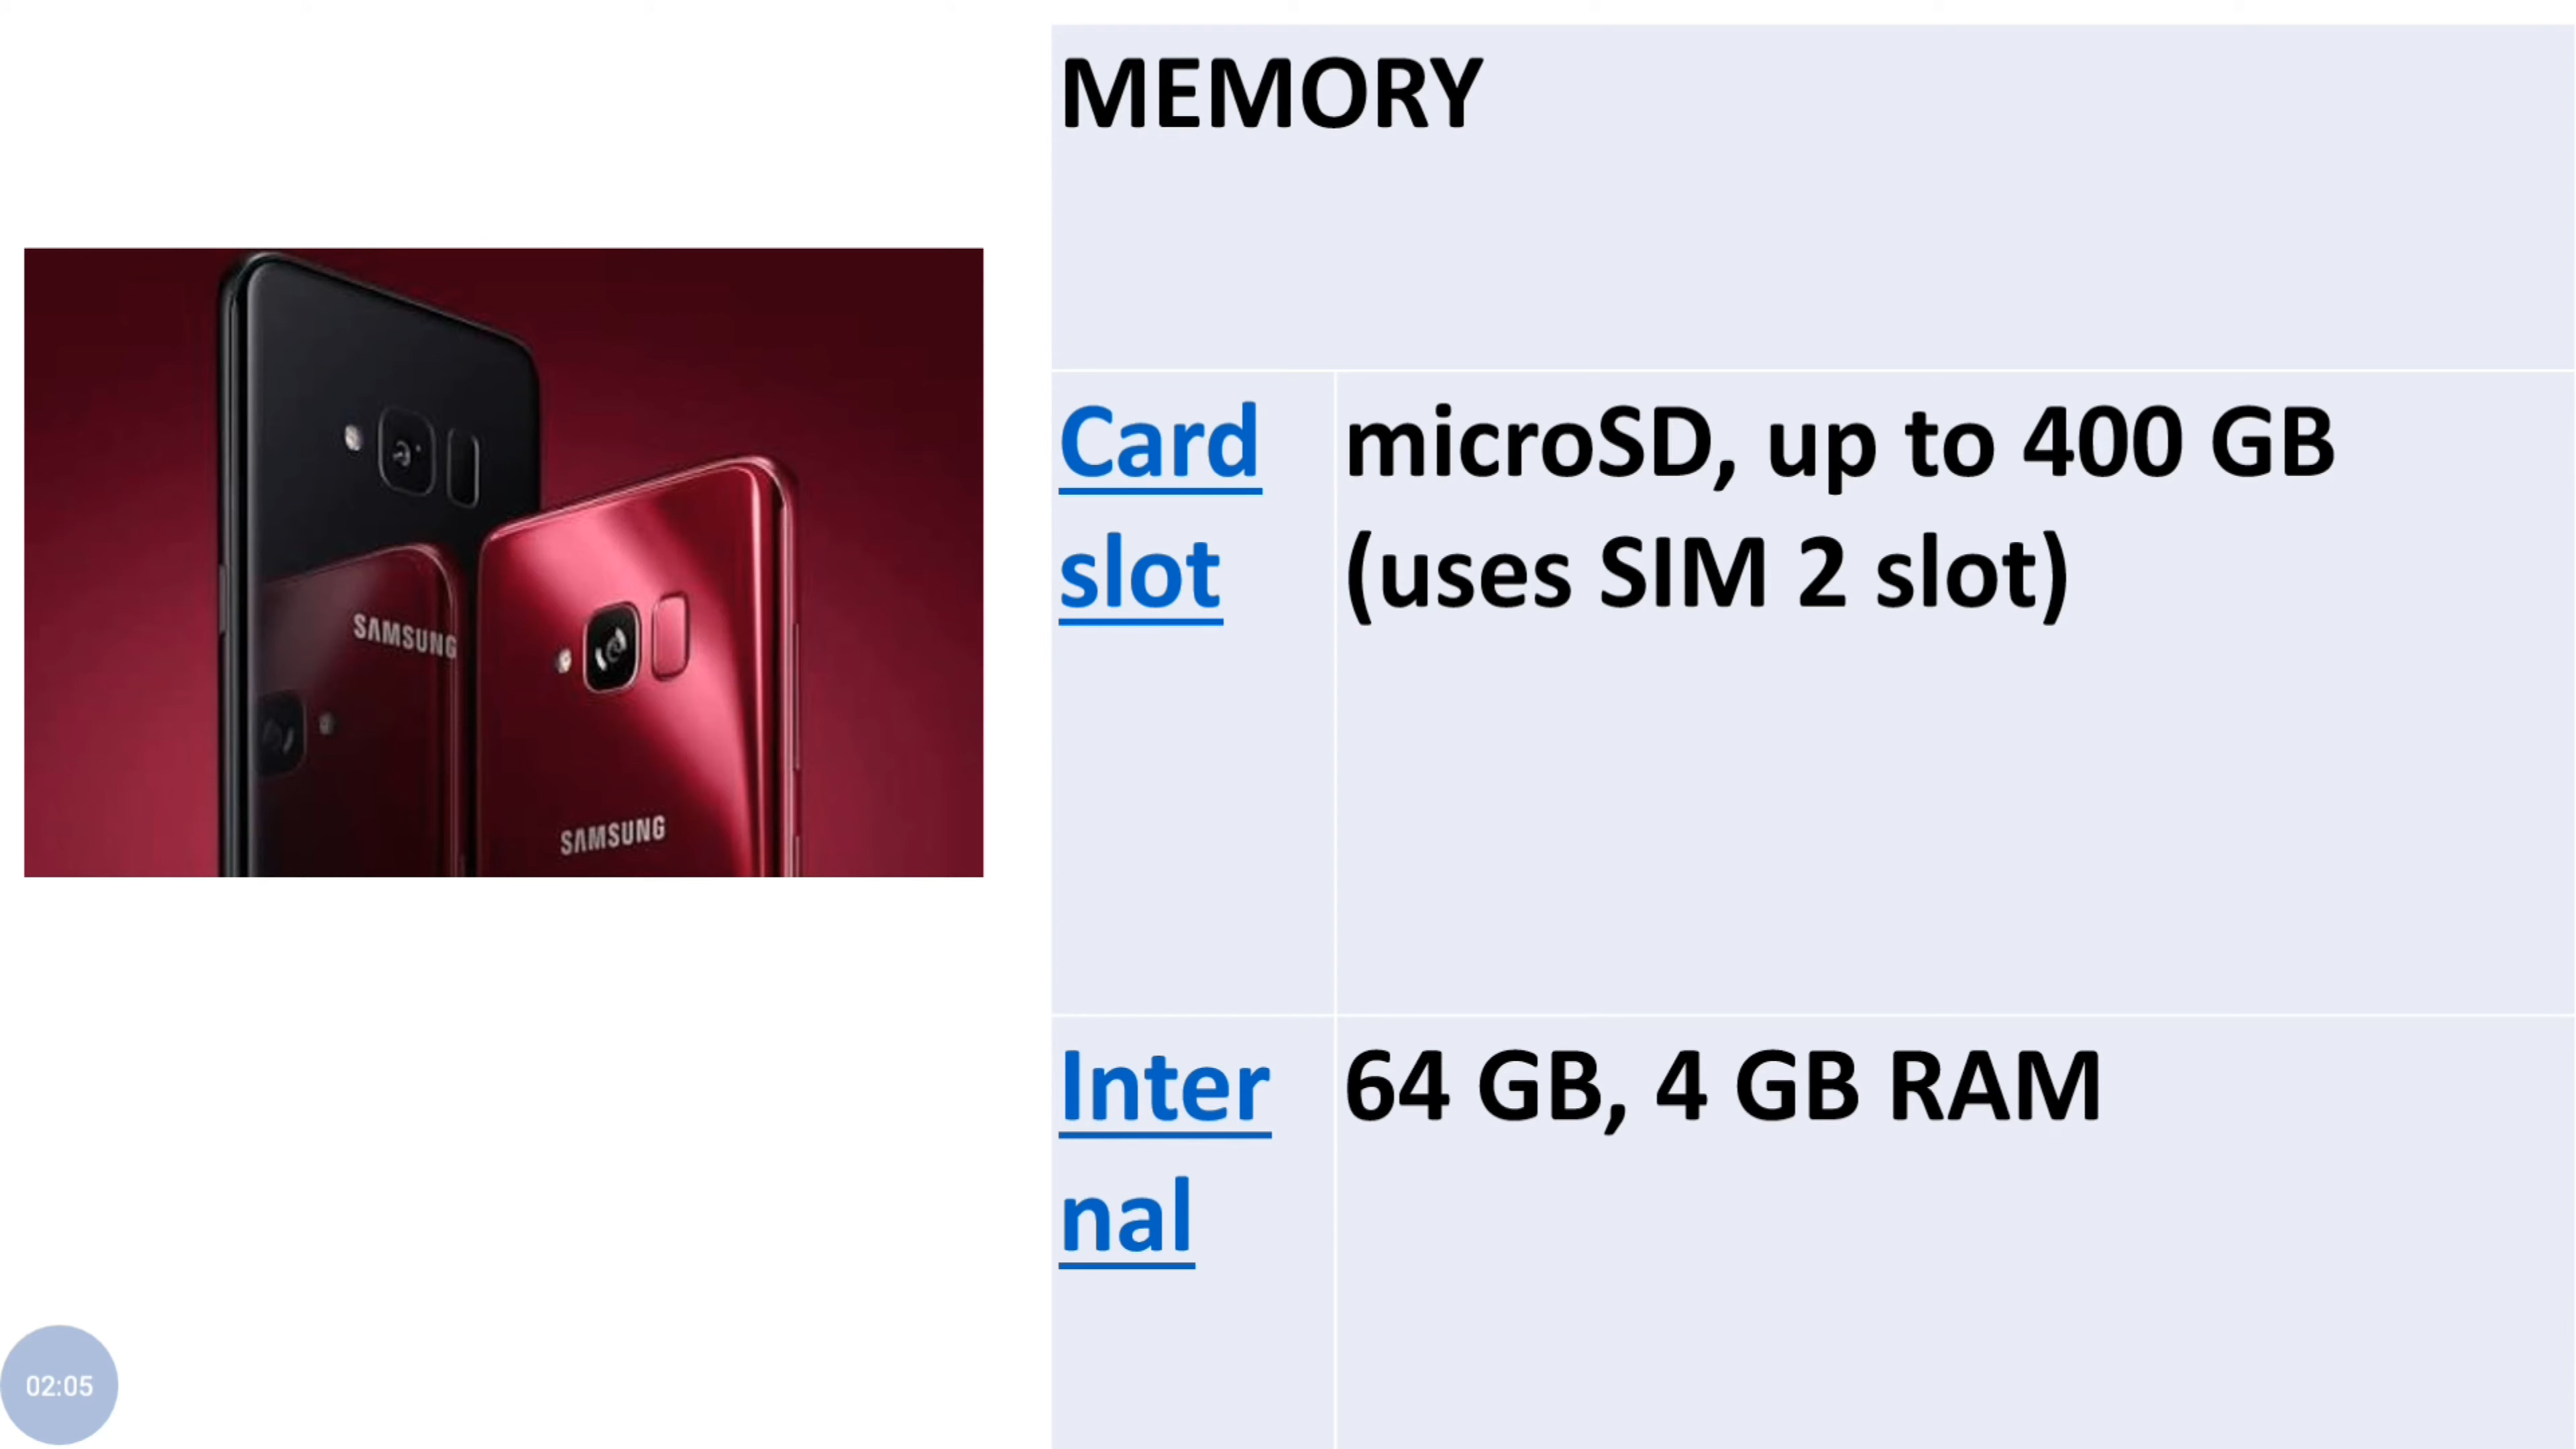 MEMORY
Card
slot
microSD, up to 400 GB
(uses SIM 2 slot)
Inter
nal
64 GB, 4 GB RAM
SAMSUNG
SAMSUNG
02:05